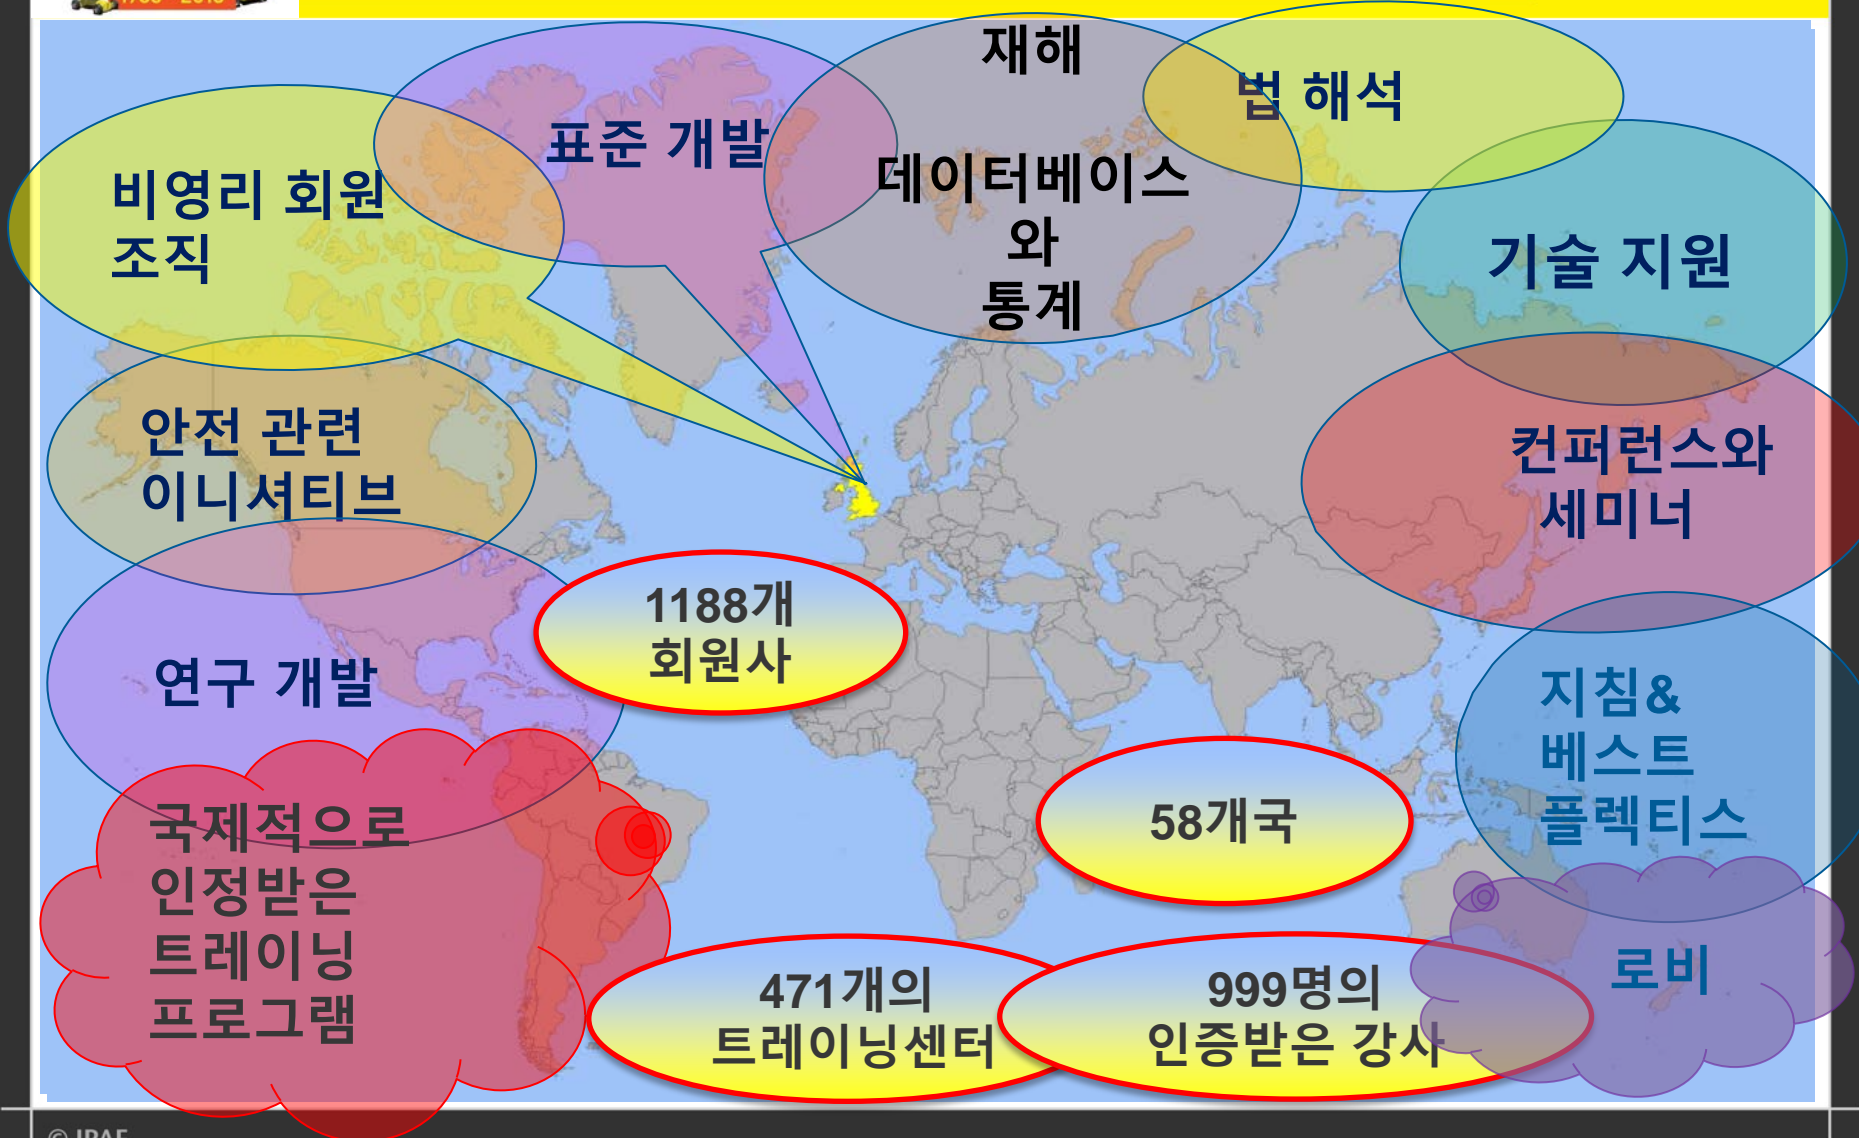 1983 - 2013
재해
데이터베이스
와
통계
법 해석
표준 개발
비영리 회원
조직
기술 지원
안전 관련
이니셔티브
컨퍼런스와
세미너
1188개
회원사
연구 개발
지침&
베스트
플렉티스
58개국
국제적으로
인정받은
트레이닝
프로그램
471개의
트레이닝센터
999명의
인증받은 강사
로비
© IPAF